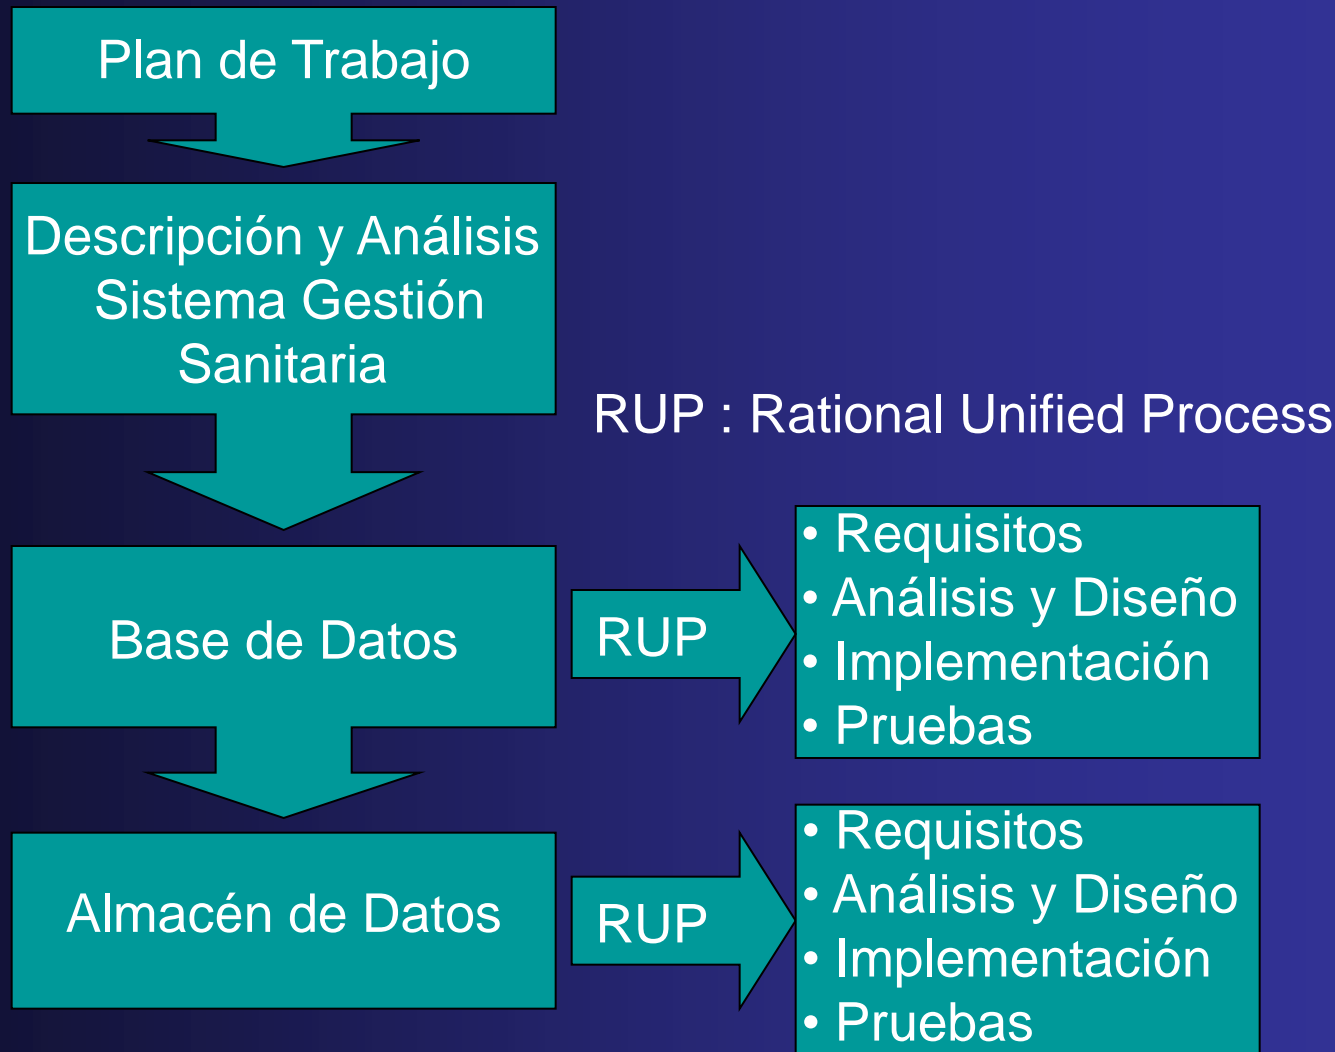 Plan de Trabajo
Descripción y Análisis
Sistema Gestión
Sanitaria
RUP : Rational Unified Process
Base de Datos
RUP
• Requisitos
• Análisis y Diseño
• Implementación
• Pruebas
Almacén de Datos
RUP
• Requisitos
• Análisis y Diseño
• Implementación
• Pruebas